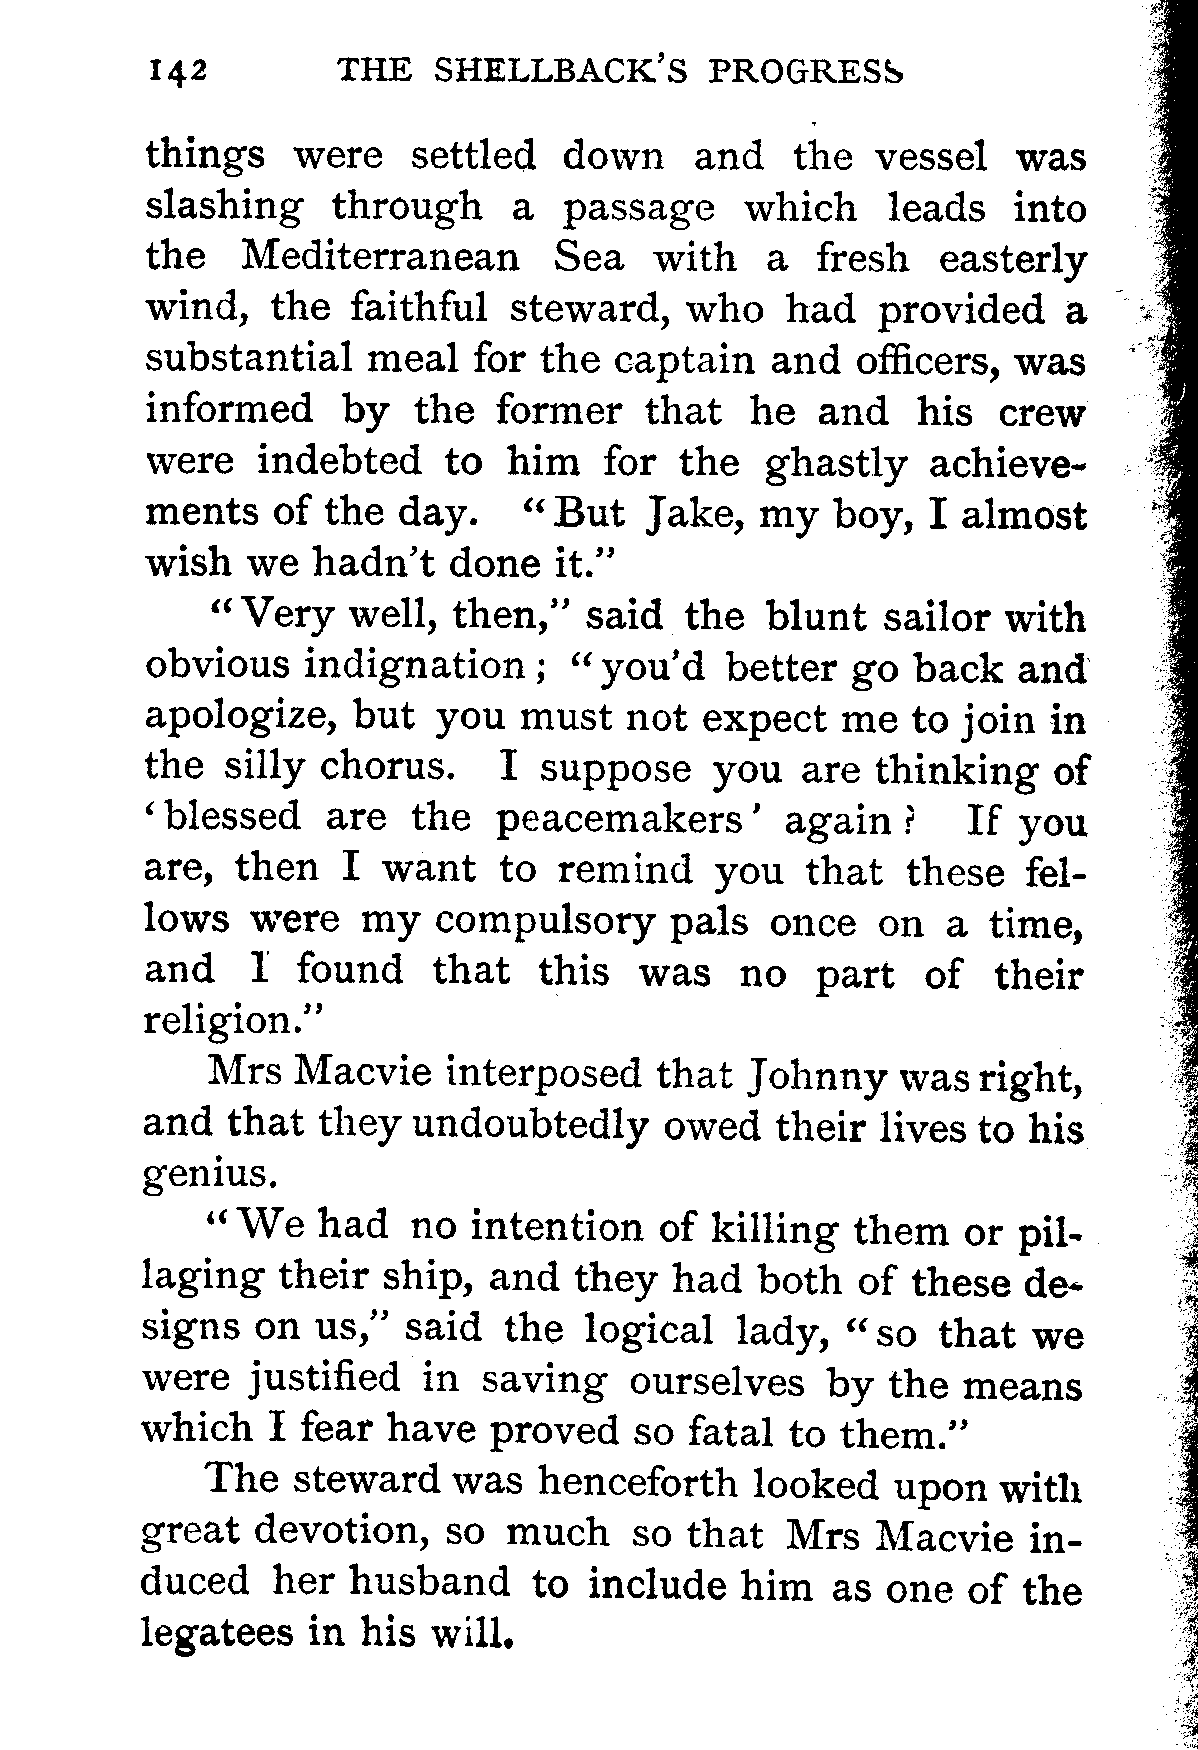 142 THE SHELLBACK'S PROGRESS
things were settled down and the vessel was
slashing through a passage which leads into
the Mediterranean Sea with a fresh easterly
wind, the faithful steward, who had provided a
substantial meal for the captain and officers, was
informed by the former that he and his crew
were indebted to him for the ghastly achieve-
ments of the day. “But Jake, my boy, I almost
wish we hadn't done it.”
“Very well, then,” said the blunt sailor with
obvious indignation; “you'd better go back and
apologize, but you must not expect me to join in
the silly chorus. I suppose you are thinking of
‘blessed are the peacemakers’ again? If you
are, then I want to remind you that these fel-
lows were my compulsory pals once on a time,
and I found that this was no part of their
religion.”
Mrs Macvie interposed that Johnny was right,
and that they undoubtedly owed their lives to his
genius.
“We had no intention of killing them or pil-
laging their ship, and they had both of these de-
signs on us,” said the logical lady, “so that we
were justified in saving ourselves by the means
which I fear have proved so fatal to them.”
The steward was henceforth looked upon with
great devotion, so much so that Mrs Macvie in-
duced her husband to include him as one of the
legatees in his will.